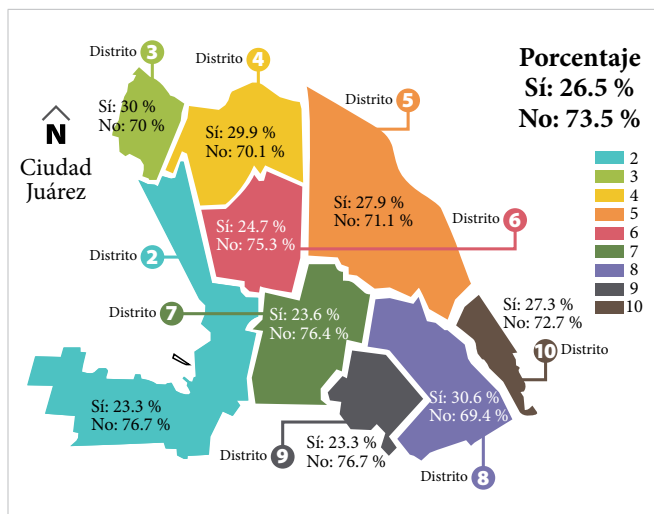 Distrito 3
Distrito 4
Distrito 5
Porcentaje
Sí: 26.5 %
No: 73.5 %
N
Ciudad
Juárez
Sí: 30 %
No: 70 %
Sí: 29.9 %
No: 70.1 %
Sí: 27.9 %
No: 71.1 %
Sí: 24.7 %
No: 75.3 %
Distrito 6
Distrito 2
Distrito 7
Sí: 23.6 %
No: 76.4 %
Sí: 27.3 %
No: 72.7 %
10 Distrito
Sí: 23.3 %
No: 76.7 %
Sí: 30.6 %
No: 69.4 %
Distrito 9
Sí: 23.3 %
No: 76.7 %
Distrito 8
2
3
4
5
6
7
8
9
10